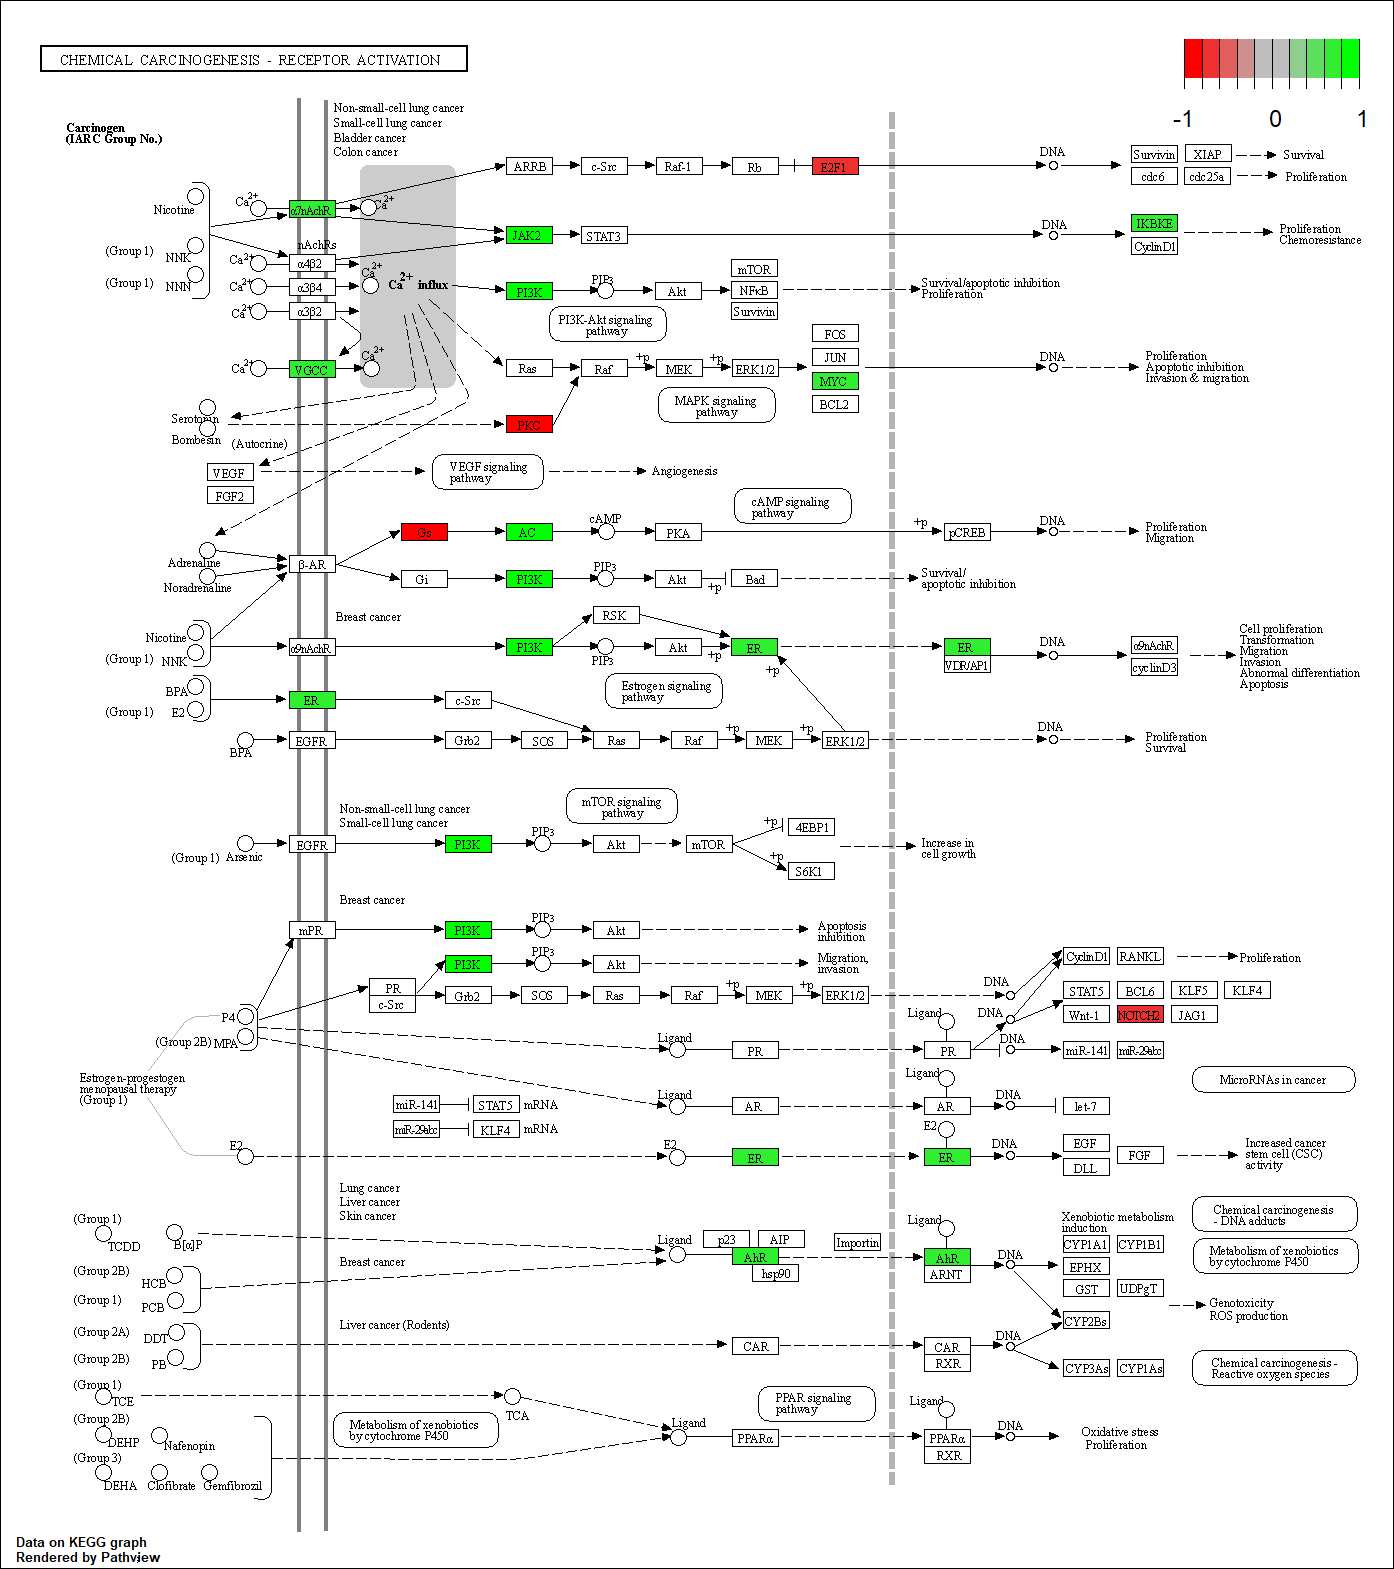 CHEMICAL CARCINOGENESIS - RECEPTOR ACTIVATION
-1 0 1
Carcinogen
(IARC Group No.)
Non-small-cell lung cancer
Small-cell lung cancer
Bladder cancer
Colon cancer
ARRB c-Src Raf-1 Rb E2F1 DNA Survivin XIAP Survival
cdc6 cdc25a Proliferation
Nicotine Ca2+ α7nAchR Ca2+
JAK2 STAT3 DNA IKBKE Proliferation
CyclinD1 Chemoresistance
(Group 1) NNK nAchRs
Ca2+ α4β2 Ca2+
(Group 1) NNN Ca2+ α3β4 Ca2+ influx
PI3K PIP3 Akt mTOR
NFκB
Survivin
Survival/apoptotic inhibition
Proliferation
Ca2+ α3β2
PI3K-Akt signaling
pathway
Ca2+ VGCC Ca2+
Ras Raf +p MEK +p ERK1/2 FOS
JUN
MYC
BCL2
DNA Proliferation
Apoptotic inhibition
Invasion & migration
MAPK signaling
pathway
Serotonin
Bombesin (Autocrine) PKC
VEGF
FGF2
VEGF signaling
pathway
Angiogenesis
cAMP signaling
pathway
Gs AC cAMP PKA +p pCREB DNA Proliferation
Migration
Adrenaline
Noradrenaline
β-AR
Gi PI3K PIP3 Akt +p Bad Survival/
apoptotic inhibition
Breast cancer
RSK
Nicotine
(Group 1) NNK
α9nAchR PI3K PIP3 Akt +p ER ER
VDR/AP1
DNA α9nAchR
cyclinD3
Cell proliferation
Transformation
Migration
Invasion
Abnormal differentiation
Apoptosis
+p
Estrogen signaling
pathway
BPA
(Group 1) E2
ER c-Src
BPA EGFR Grb2 SOS Ras Raf +p MEK +p ERK1/2 DNA Proliferation
Survival
Non-small-cell lung cancer
Small-cell lung cancer
mTOR signaling
pathway
(Group 1) Arsenic EGFR PI3K PIP3 Akt mTOR +p 4EBP1
+p S6K1
Increase in
cell growth
Breast cancer
mPR PI3K PIP3 Akt Apoptosis
inhibition
PI3K PIP3 Akt Migration,
invasion
PR
c-Src
Grb2 SOS Ras Raf +p MEK +p ERK1/2 DNA
CyclinD1 RANKL Proliferation
STAT5 BCL6 KLF5 KLF4
Wnt-1 NOTCH2 JAG1
P4
(Group 2B) MPA
Ligand PR Ligand PR DNA DNA miR-141 miR-29abc
Estrogen-progestogen
menopausal therapy
(Group 1)
MicroRNAs in cancer
miR-141 STAT5 mRNA
miR-29abc KLF4 mRNA
Ligand AR Ligand AR DNA let-7
E2 E2 ER E2 ER DNA EGF
DLL
FGF
Increased cancer
stem cell (CSC)
activity
Lung cancer
Liver cancer
Skin cancer
(Group 1) TCDD B[α]P
Breast cancer
Ligand p23 AIP
AhR
hsp90
Importin
Ligand AhR
ARNT
DNA
Xenobiotic metabolism
induction
CYP1A1 CYP1B1
EPHX
GST UDPgT
CYP2Bs
Chemical carcinogenesis
- DNA adducts
Metabolism of xenobiotics
by cytochrome P450
Genotoxicity
ROS production
(Group 2B) HCB
(Group 1) PCB
Liver cancer (Rodents)
(Group 2A) DDT
(Group 2B) PB
CAR CAR
RXR
DNA
CYP3As CYP1As
Chemical carcinogenesis -
Reactive oxygen species
(Group 1) TCE TCA
Metabolism of xenobiotics
by cytochrome P450
PPAR signaling
pathway
(Group 2B) DEHP Nafenopin
Ligand PPARα Ligand PPARα
RXR
DNA Oxidative stress
Proliferation
(Group 3) DEHA Clofibrate Gemfibrozil
Data on KEGG graph
Rendered by Pathview